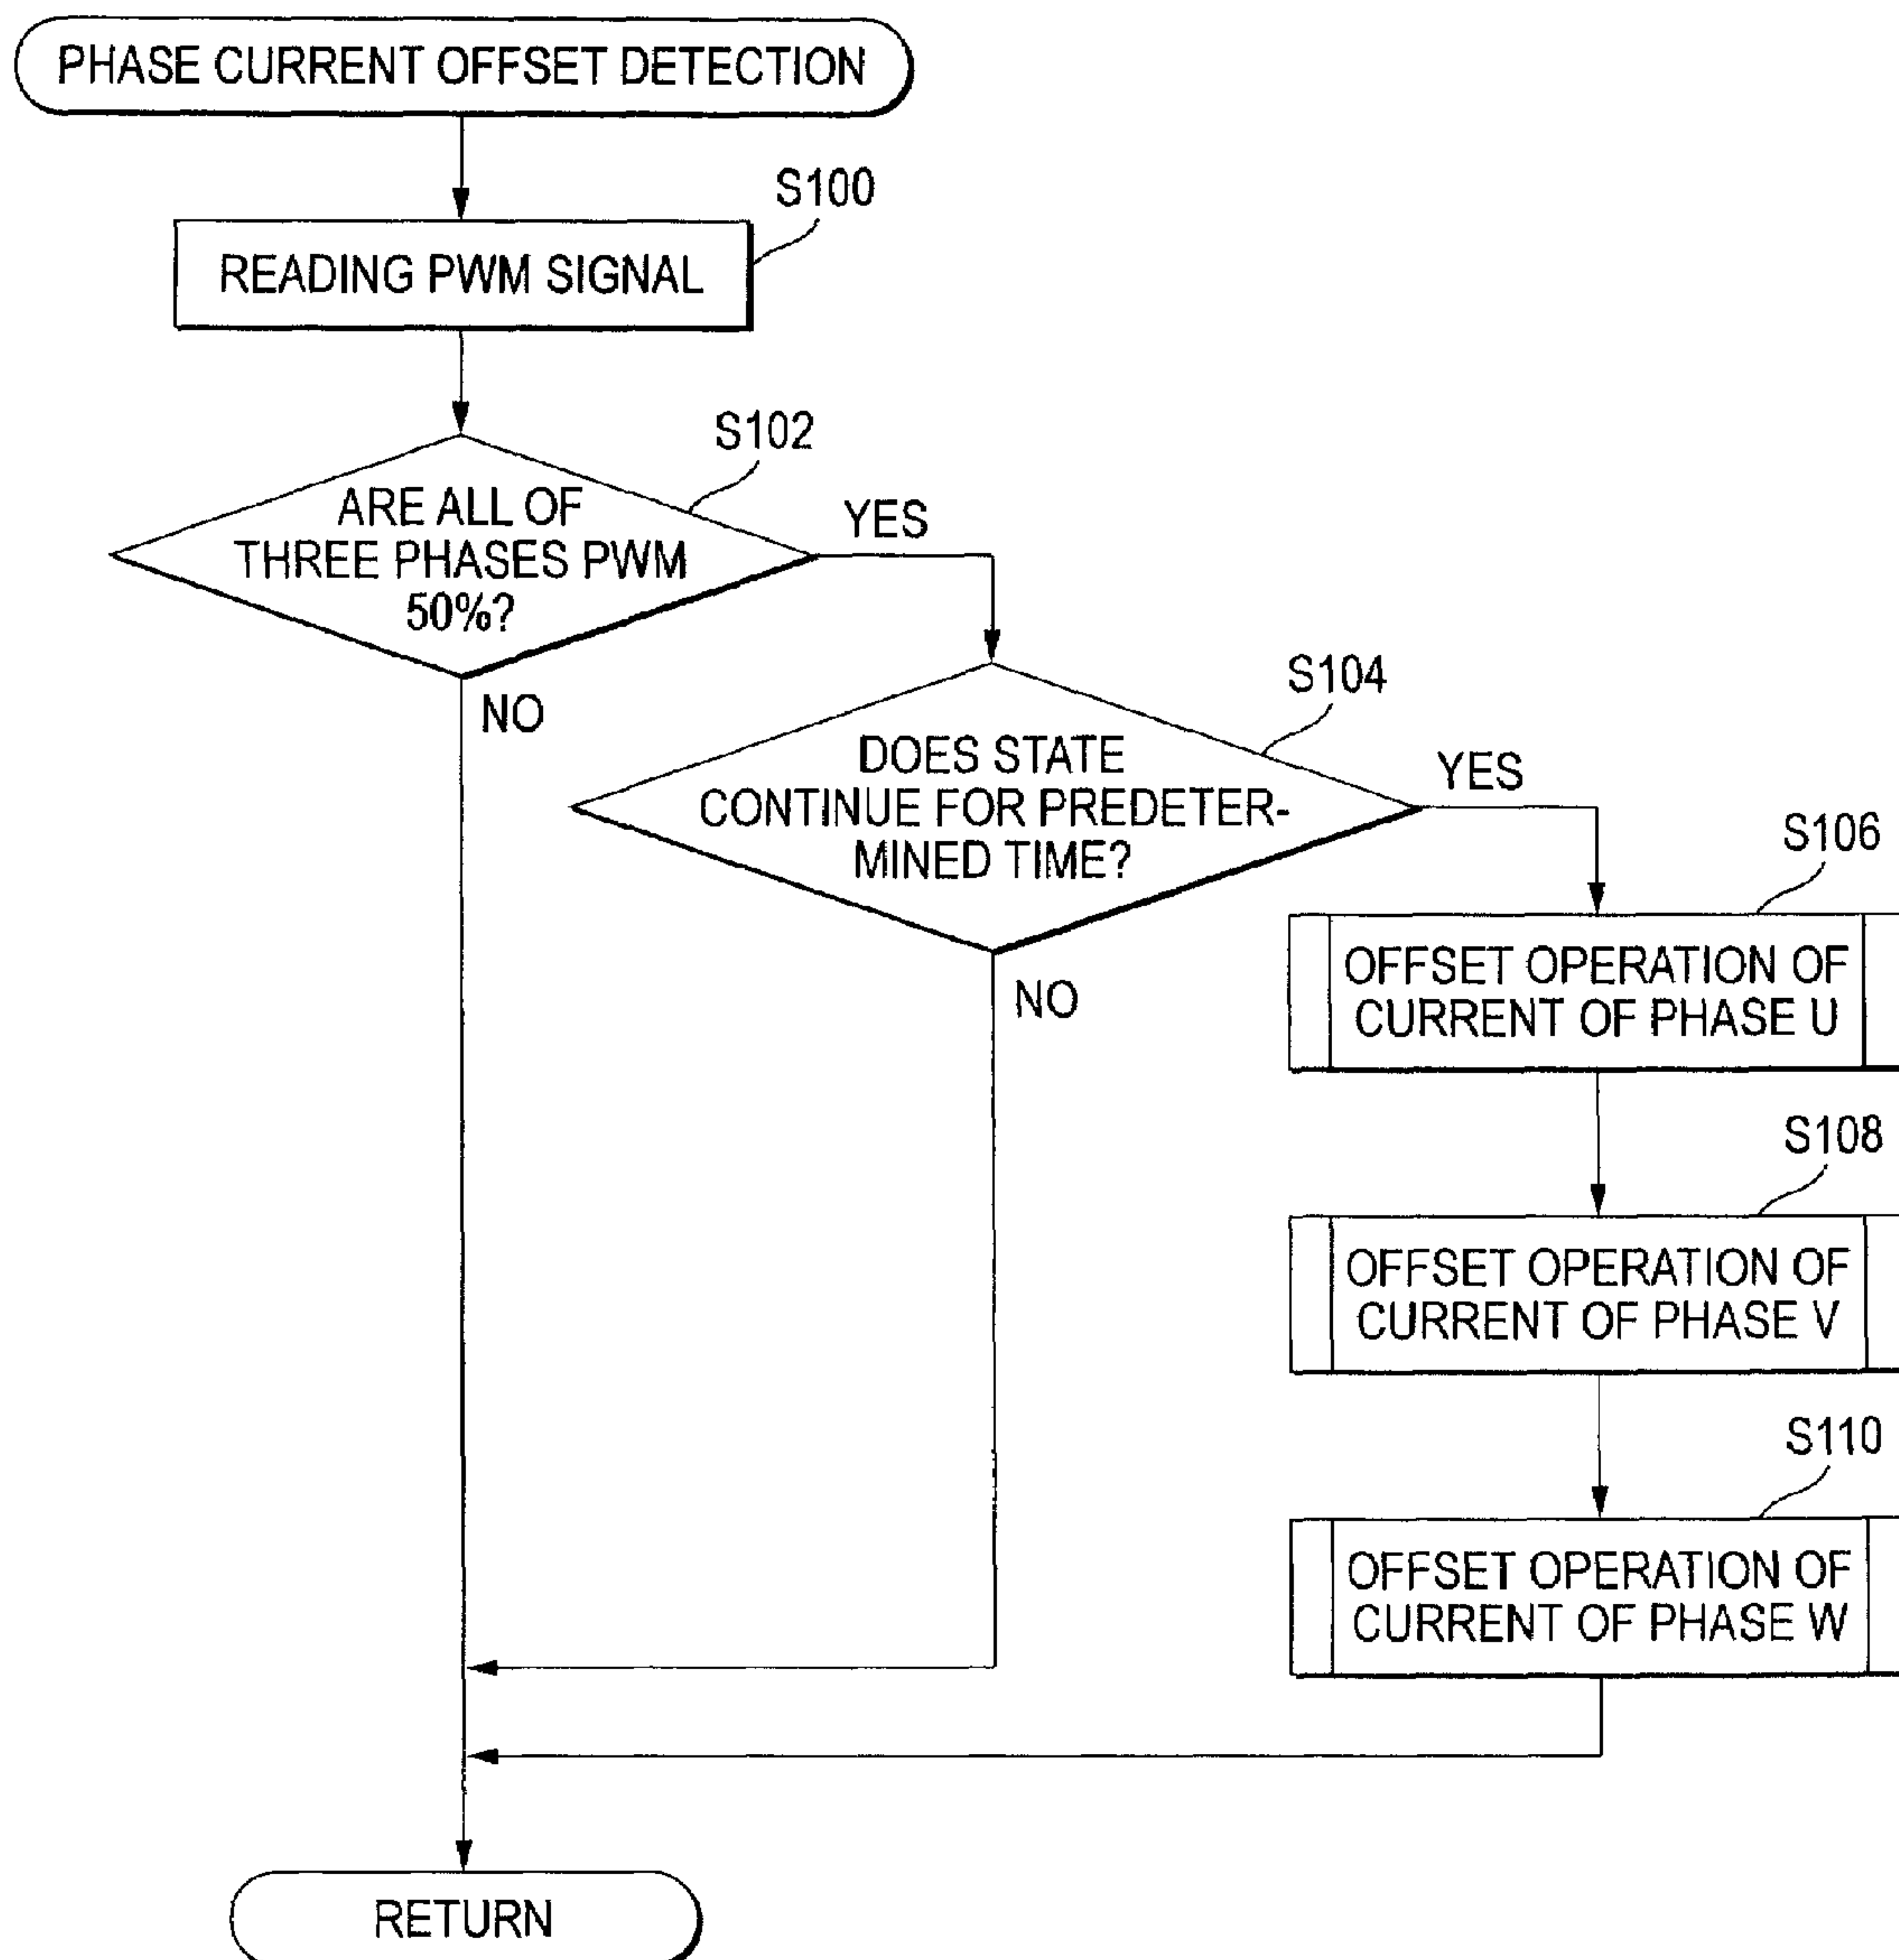 PHASE CURRENT OFFSET DETECTION
S100
READING PWM SIGNAL
S102
ARE ALL OF
THREE PHASES PWM
50%?
YES
NO
S104
DOES STATE
CONTINUE FOR PREDETER-
MINED TIME?
YES
NO
S106
OFFSET OPERATION OF
CURRENT OF PHASE U
S108
OFFSET OPERATION OF
CURRENT OF PHASE V
S110
OFFSET OPERATION OF
CURRENT OF PHASE W
RETURN